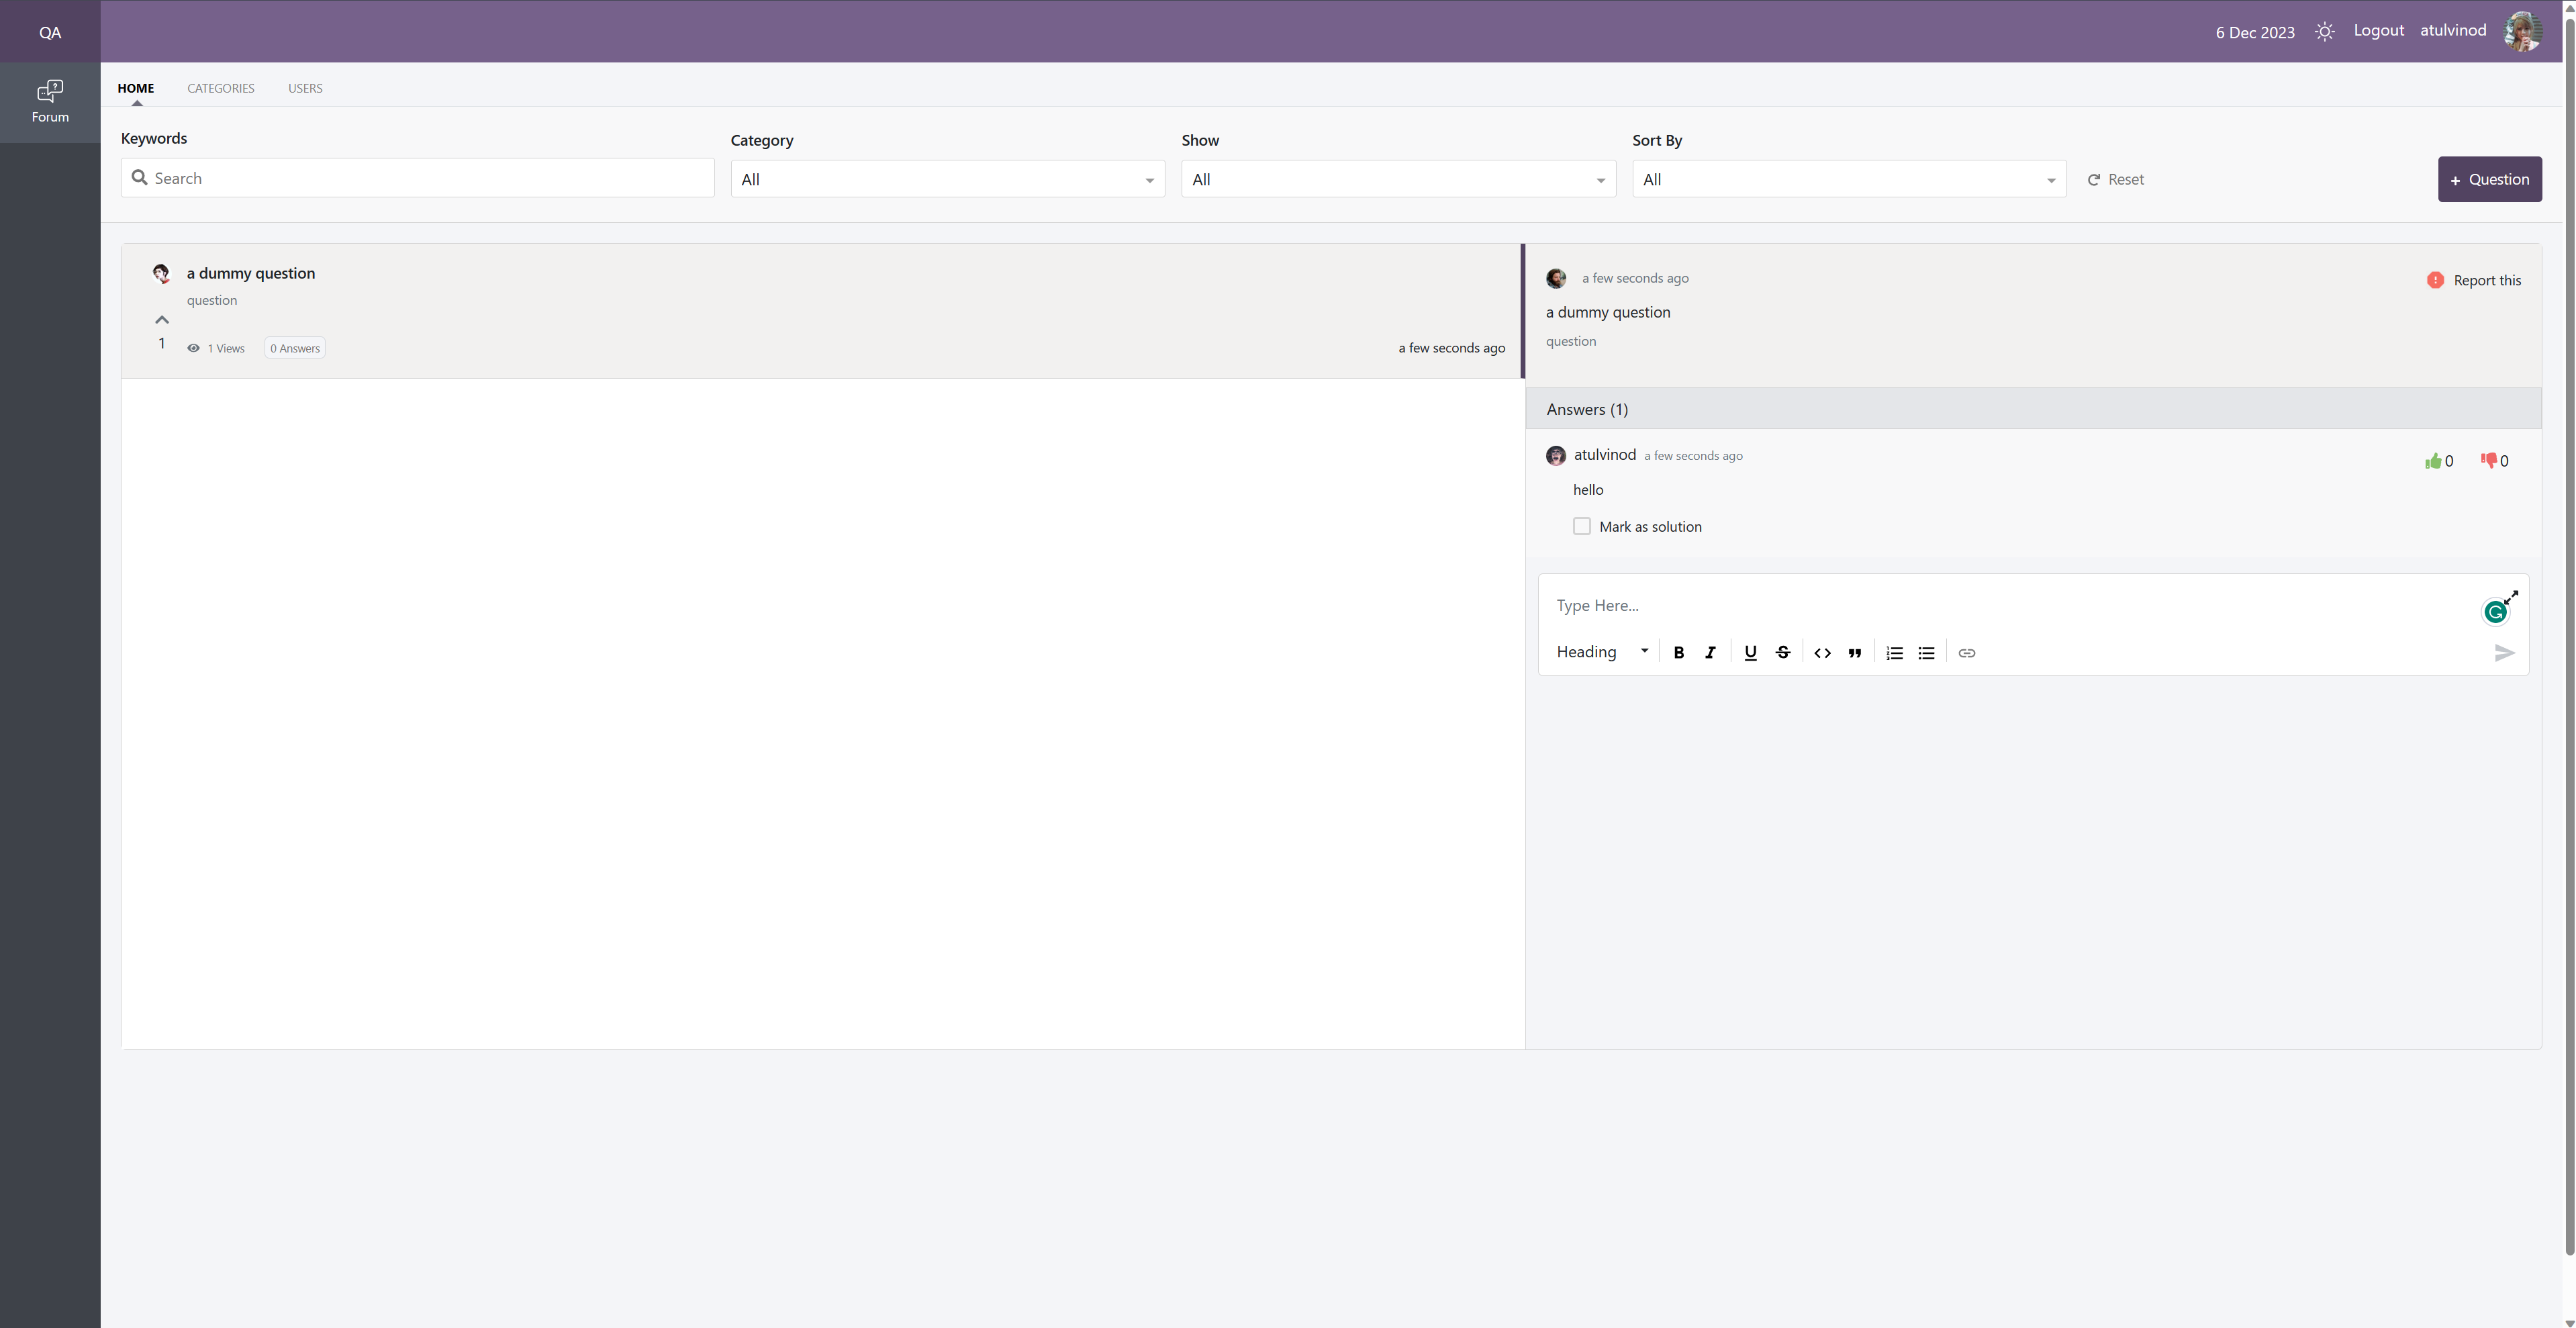 QA
6 Dec 2023 Logout atulvinod
Forum
HOME CATEGORIES USERS
Keywords Category Show Sort By
Search All All All Reset + Question
a dummy question
question
1
1 Views 0 Answers a few seconds ago
a few seconds ago Report this
a dummy question
question
Answers (1)
atulvinod a few seconds ago 0 0
hello
Mark as solution
Type Here...
Heading B I U S